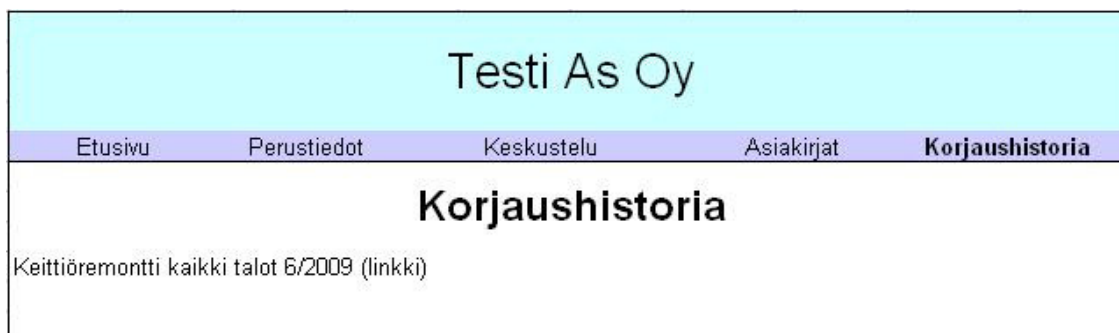 Testi As Oy
Etusivu Perustiedot Keskustelu Asiakirjat Korjaushistoria
Korjaushistoria
Keittiöremontti kaikki talot 6/2009 (linkki)